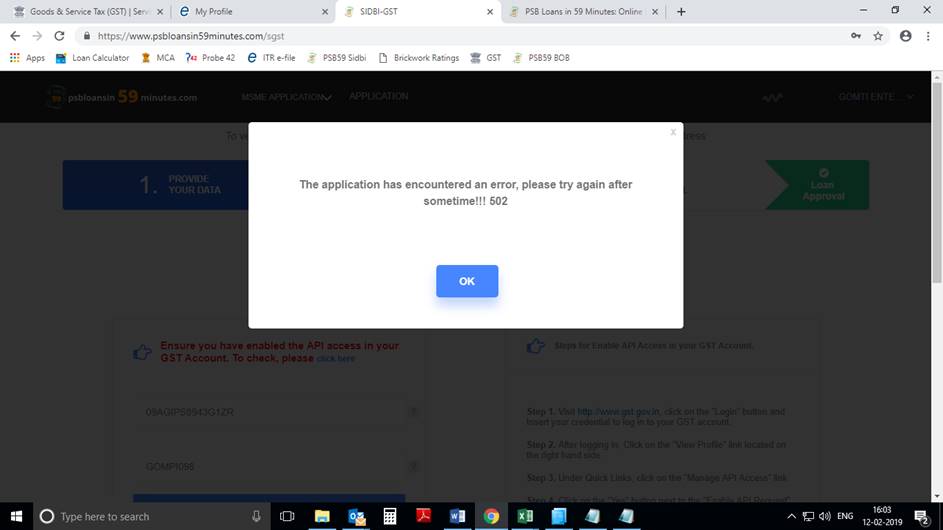 Goods & Service Tax (GST) | Serv
My Profile
SIDBI-GST
PSB Loans in 59 Minutes: Online
https://www.psbloansin59minutes.com/sgst
Apps
Loan Calculator
MCA
Probe 42
ITR e-file
PSB59 Sidbi
Brickwork Ratings
GST
PSB59 BOB
psbloansin 59 minutes.com
MSME APPLICATION
APPLICATION
GOMTI ENTE...
To ve
dress
1. PROVIDE
YOUR DATA
Loan
Approval
x
The application has encountered an error, please try again after
sometime!!! 502
OK
Ensure you have enabled the API access in your
GST Account. To check, please click here
09AGIPS8943G1ZR
?
GOMPI098
?
Steps for Enable API Access in your GST Account.
Step 1. Visit http://www.gst.gov.in, click on the "Login" button and
Insert your credential to log in to your GST account.
Step 2. After logging in. Click on the "View Profile" link located on
the right hand side.
Step 3. Under Quick Links, click on the "Manage API Access" link
Step 4. Click on the "Yes" button next to the "Enable API Request"
Type here to search
ENG
16:03
12-02-2019
2